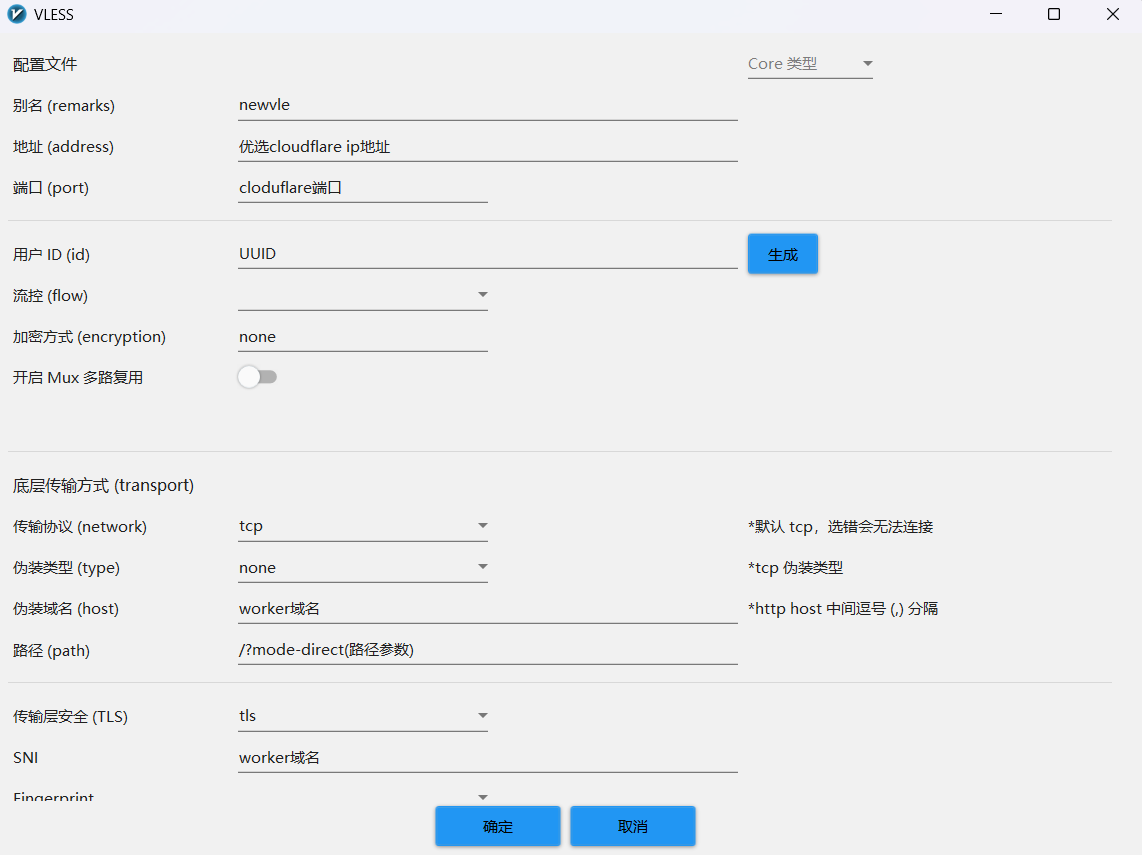 VLESS
配置文件
Core 类型
别名 (remarks)
newvle
地址 (address)
优选cloudflare ip地址
端口 (port)
cloduflare端口
用户 ID (id)
UUID
生成
流控 (flow)
加密方式 (encryption)
none
开启 Mux 多路复用
底层传输方式 (transport)
传输协议 (network)
tcp
*默认 tcp，选错会无法连接
伪装类型 (type)
none
*tcp 伪装类型
伪装域名 (host)
worker域名
*http host 中间逗号 (,) 分隔
路径 (path)
/?mode-direct(路径参数)
传输层安全 (TLS)
tls
SNI
worker域名
Fingerprint
确定
取消